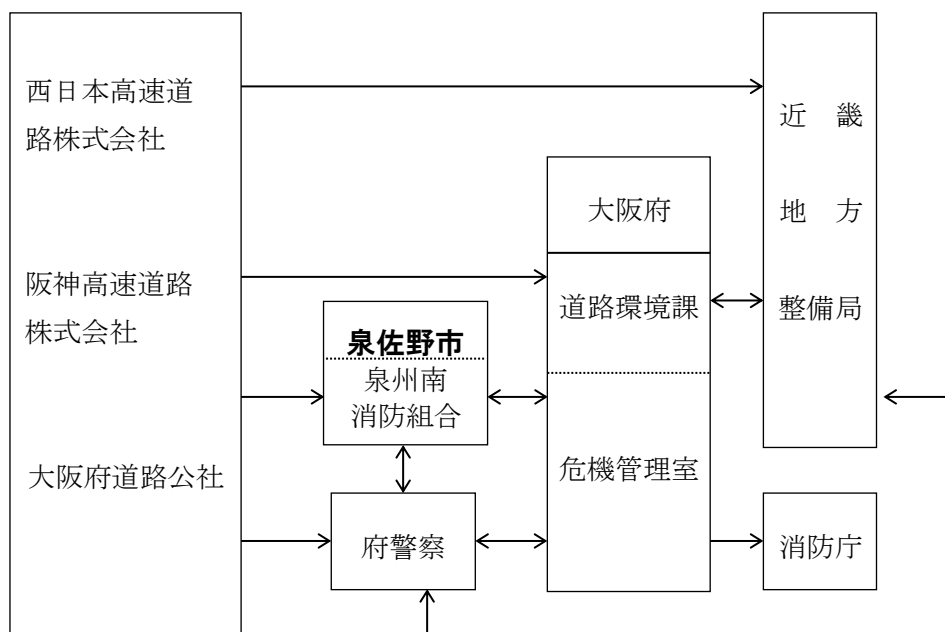 西日本高速道
路株式会社
阪神高速道路
株式会社
大阪府道路公社
泉佐野市
泉州南
消防組合
府警察
大阪府
道路環境課
危機管理室
近　畿
地　方
整備局
消防庁